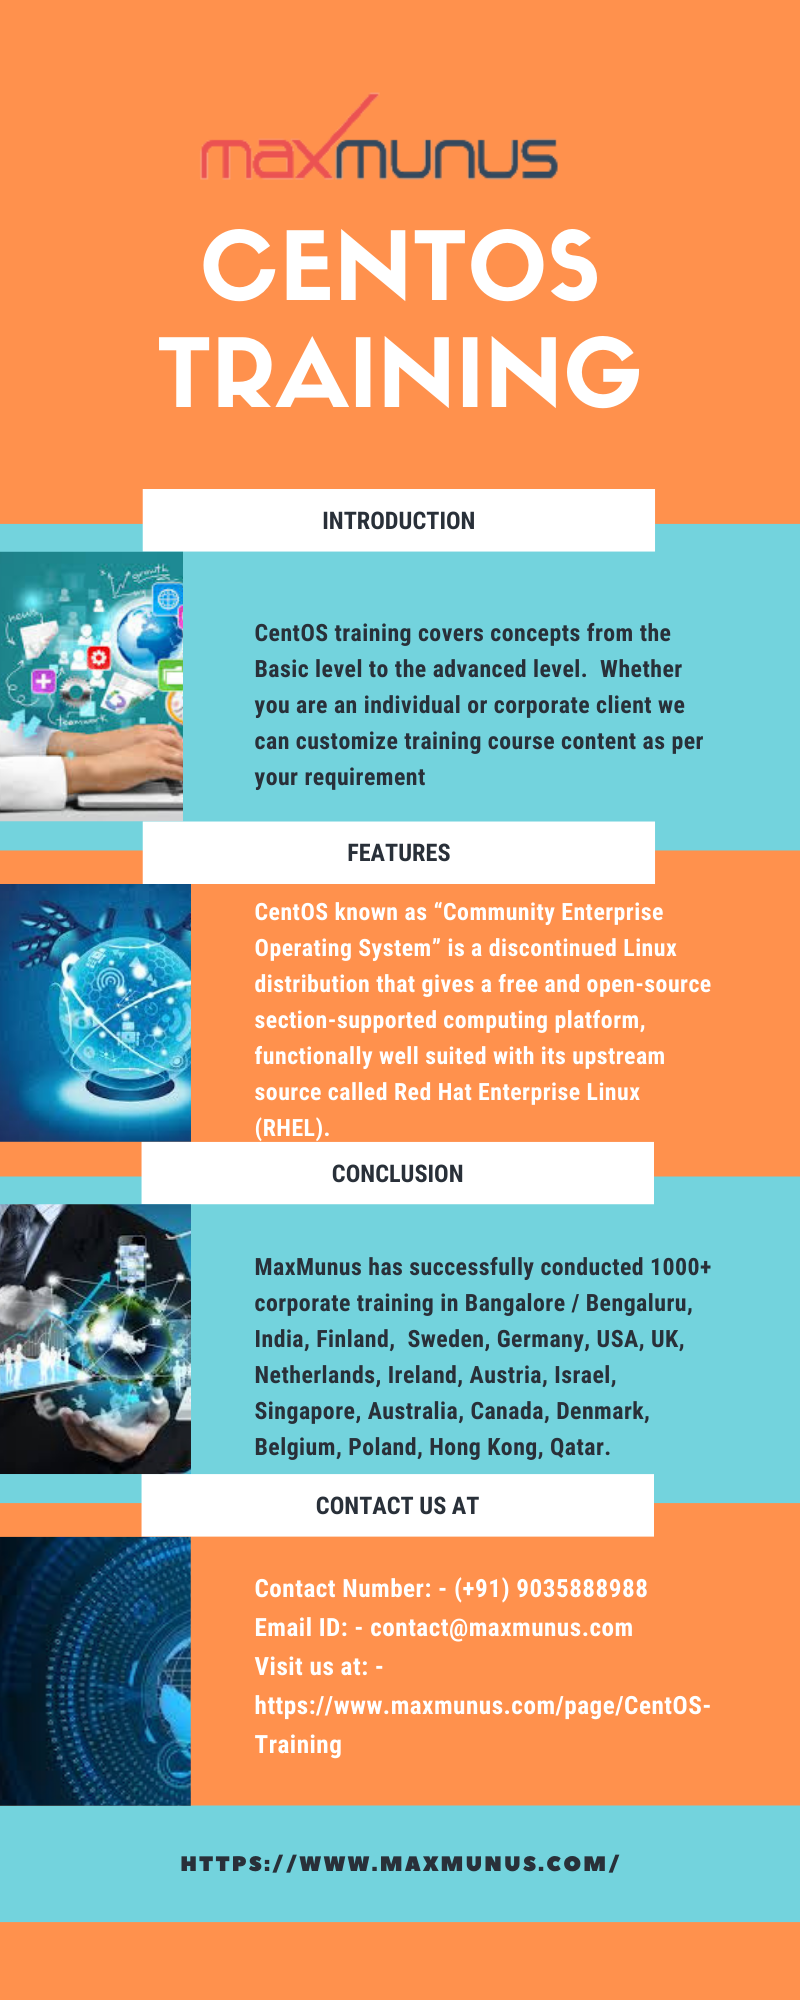 maxmunus
CENTOS
TRAINING
INTRODUCTION
growth
news
teamwork
CentOS training covers concepts from the
Basic level to the advanced level.  Whether
you are an individual or corporate client we
can customize training course content as per
your requirement
FEATURES
CentOS known as “Community Enterprise
Operating System” is a discontinued Linux
distribution that gives a free and open-source
section-supported computing platform,
functionally well suited with its upstream
source called Red Hat Enterprise Linux
(RHEL).
CONCLUSION
MaxMunus has successfully conducted 1000+
corporate training in Bangalore / Bengaluru,
India, Finland,  Sweden, Germany, USA, UK,
Netherlands, Ireland, Austria, Israel,
Singapore, Australia, Canada, Denmark,
Belgium, Poland, Hong Kong, Qatar.
CONTACT US AT
Contact Number: - (+91) 9035888988
Email ID: - contact@maxmunus.com
Visit us at: -
https://www.maxmunus.com/page/CentOS-
Training
HTTPS://WWW.MAXMUNUS.COM/